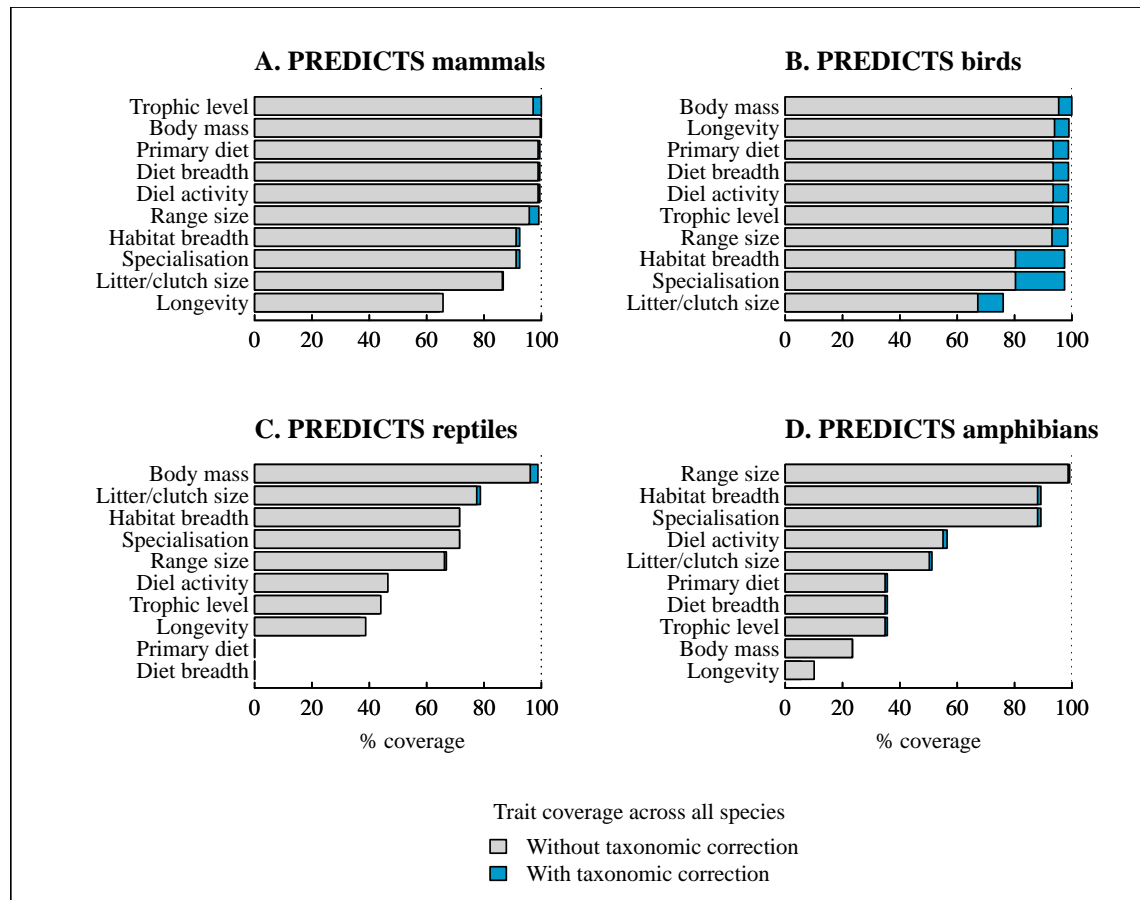 A. PREDICTS mammals
Trophic level
Body mass
Primary diet
Diet breadth
Diel activity
Range size
Habitat breadth
Specialisation
Litter/clutch size
Longevity
0 20 40 60 80 100
B. PREDICTS birds
Body mass
Longevity
Primary diet
Diet breadth
Diel activity
Trophic level
Range size
Habitat breadth
Specialisation
Litter/clutch size
0 20 40 60 80 100
C. PREDICTS reptiles
Body mass
Litter/clutch size
Habitat breadth
Specialisation
Range size
Diel activity
Trophic level
Longevity
Primary diet
Diet breadth
0 20 40 60 80 100
% coverage
D. PREDICTS amphibians
Range size
Habitat breadth
Specialisation
Diel activity
Litter/clutch size
Primary diet
Diet breadth
Trophic level
Body mass
Longevity
0 20 40 60 80 100
% coverage
Trait coverage across all species
Without taxonomic correction
With taxonomic correction